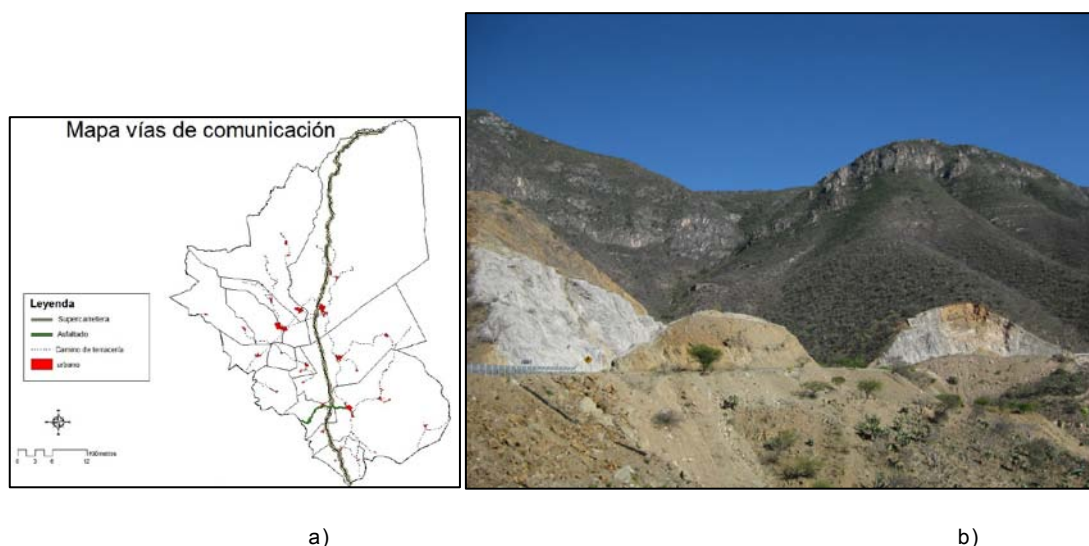 Mapa vías de comunicación
Leyenda
Supercarretera
Asfaltado
Camino de terracería
urbano
Kilómetros
0 3 6 12
a)
b)